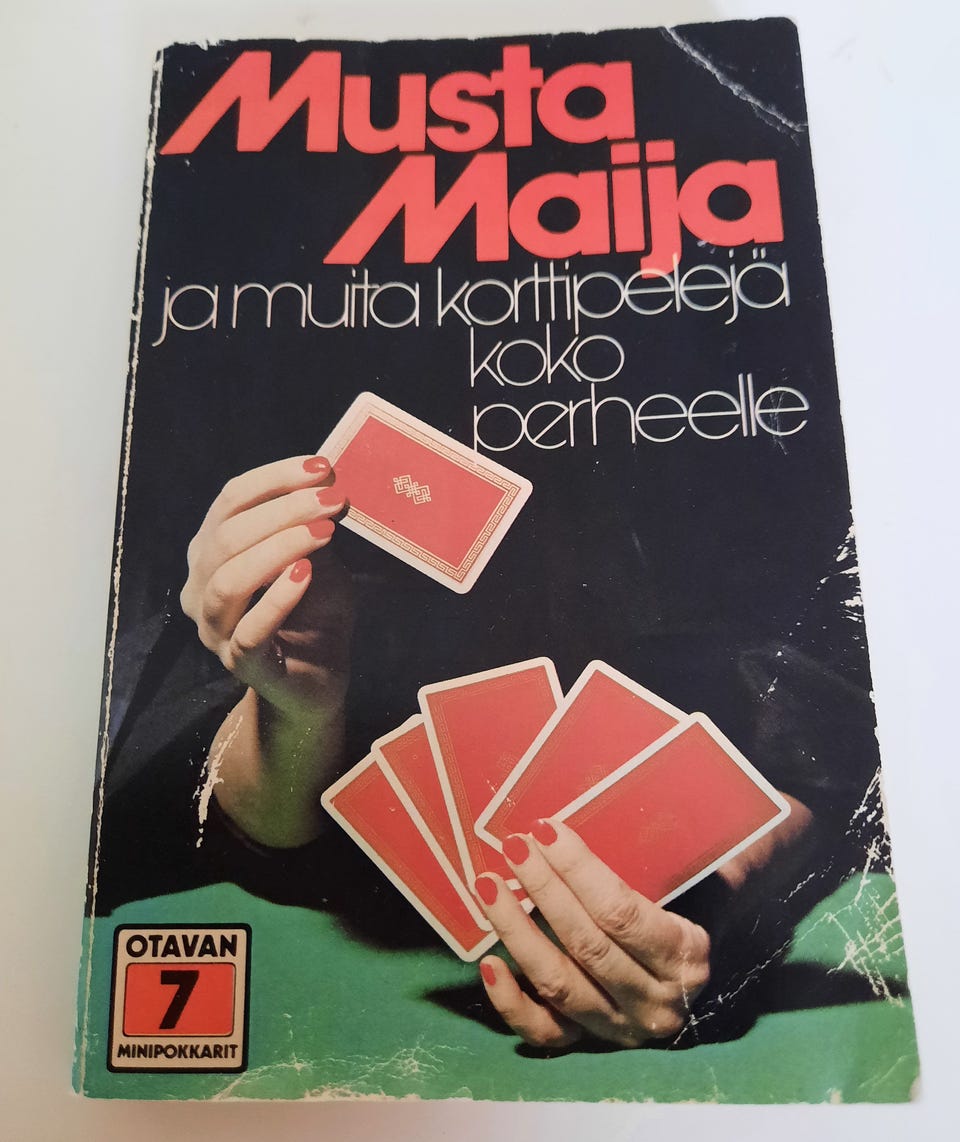 Musta
Maija
ja muita korttipelejä
koko
perheelle
OTAVAN
7
MINIPOKKARIT